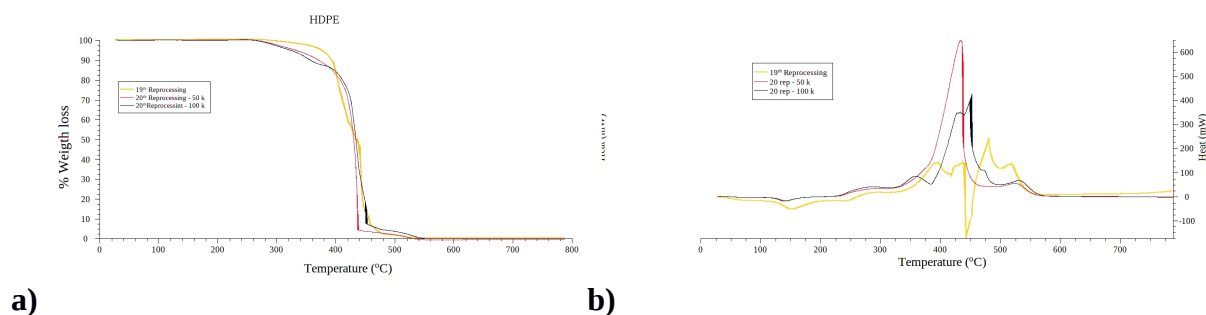 HDPE
100
90
80
70
60
50
40
30
20
10
0
% Weigth loss
19th Reprocessing
20th Reprocessing - 50 k
20thReprocessint - 100 k
0 100 200 300 400 500 600 700 800
Temperature (oC)
a)
19th Reprocessing
20 rep - 50 k
20 rep - 100 k
600
500
400
300
200
100
0
-100
Heat (mW)
0 100 200 300 400 500 600 700
Temperature (oC)
b)